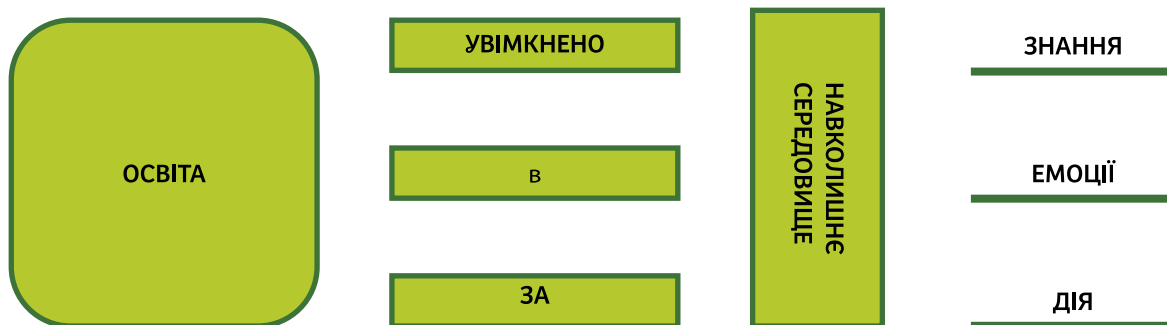 ОСВІТА
УВІМКНЕНО
в
ЗА
НАВКОЛИШНЄ
СЕРЕДОВИЩЕ
ЗНАННЯ
ЕМОЦІЇ
ДІЯ